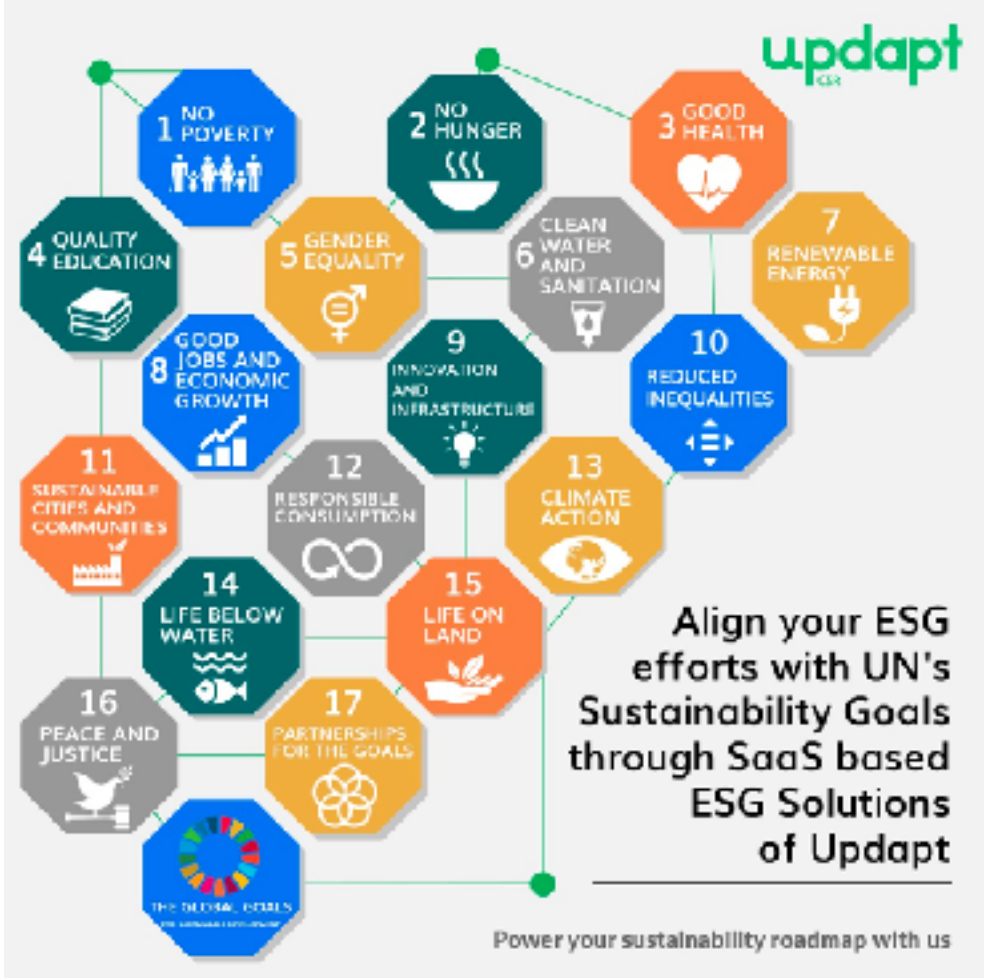 updapt
CSR
1 NO
POVERTY
2 NO
HUNGER
3 GOOD
HEALTH
4 QUALITY
EDUCATION
5 GENDER
EQUALITY
6 CLEAN
WATER
AND
SANITATION
7
RENEWABLE
ENERGY
8 GOOD
JOBS AND
ECONOMIC
GROWTH
9
INNOVATION
AND
INFRASTRUCTURE
10
REDUCED
INEQUALITIES
11
SUSTAINABLE
CITIES AND
COMMUNITIES
12
RESPONSIBLE
CONSUMPTION
13
CLIMATE
ACTION
14
LIFE BELOW
WATER
15
LIFE ON
LAND
16
PEACE AND
JUSTICE
17
PARTNERSHIPS
FOR THE GOALS
THE GLOBAL GOALS
Align your ESG
efforts with UN's
Sustainability Goals
through SaaS based
ESG Solutions
of Updapt
Power your sustainability roadmap with us